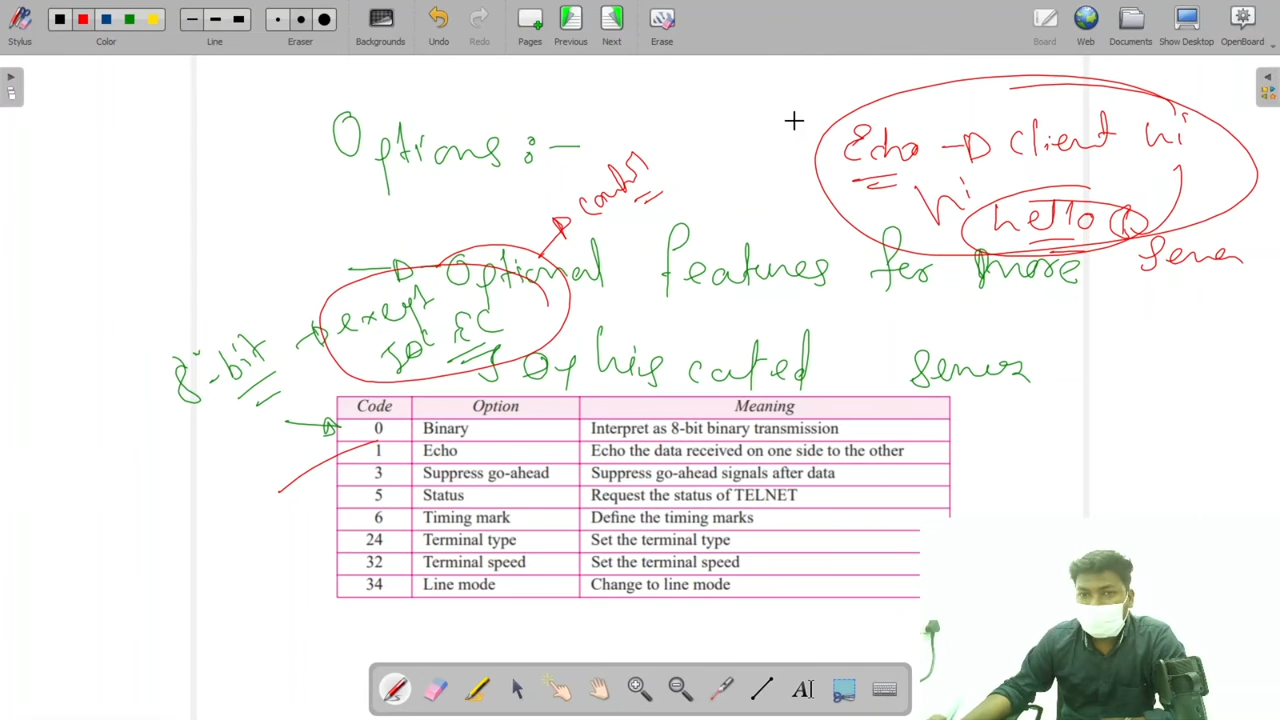 Stylus
Color
Line
Eraser
Backgrounds
Undo
Redo
Pages
Previous
Next
Erase
Board
Web
Documents
Show Desktop
OpenBoard
Options :-
Echo → client hi
hi
hello
→ Optional features for more
8-bit → except
IAC EC
Code Option Meaning
0 Binary Interpret as 8-bit binary transmission
1 Echo Echo the data received on one side to the other
3 Suppress go-ahead Suppress go-ahead signals after data
5 Status Request the status of TELNET
6 Timing mark Define the timing marks
24 Terminal type Set the terminal type
32 Terminal speed Set the terminal speed
34 Line mode Change to line mode